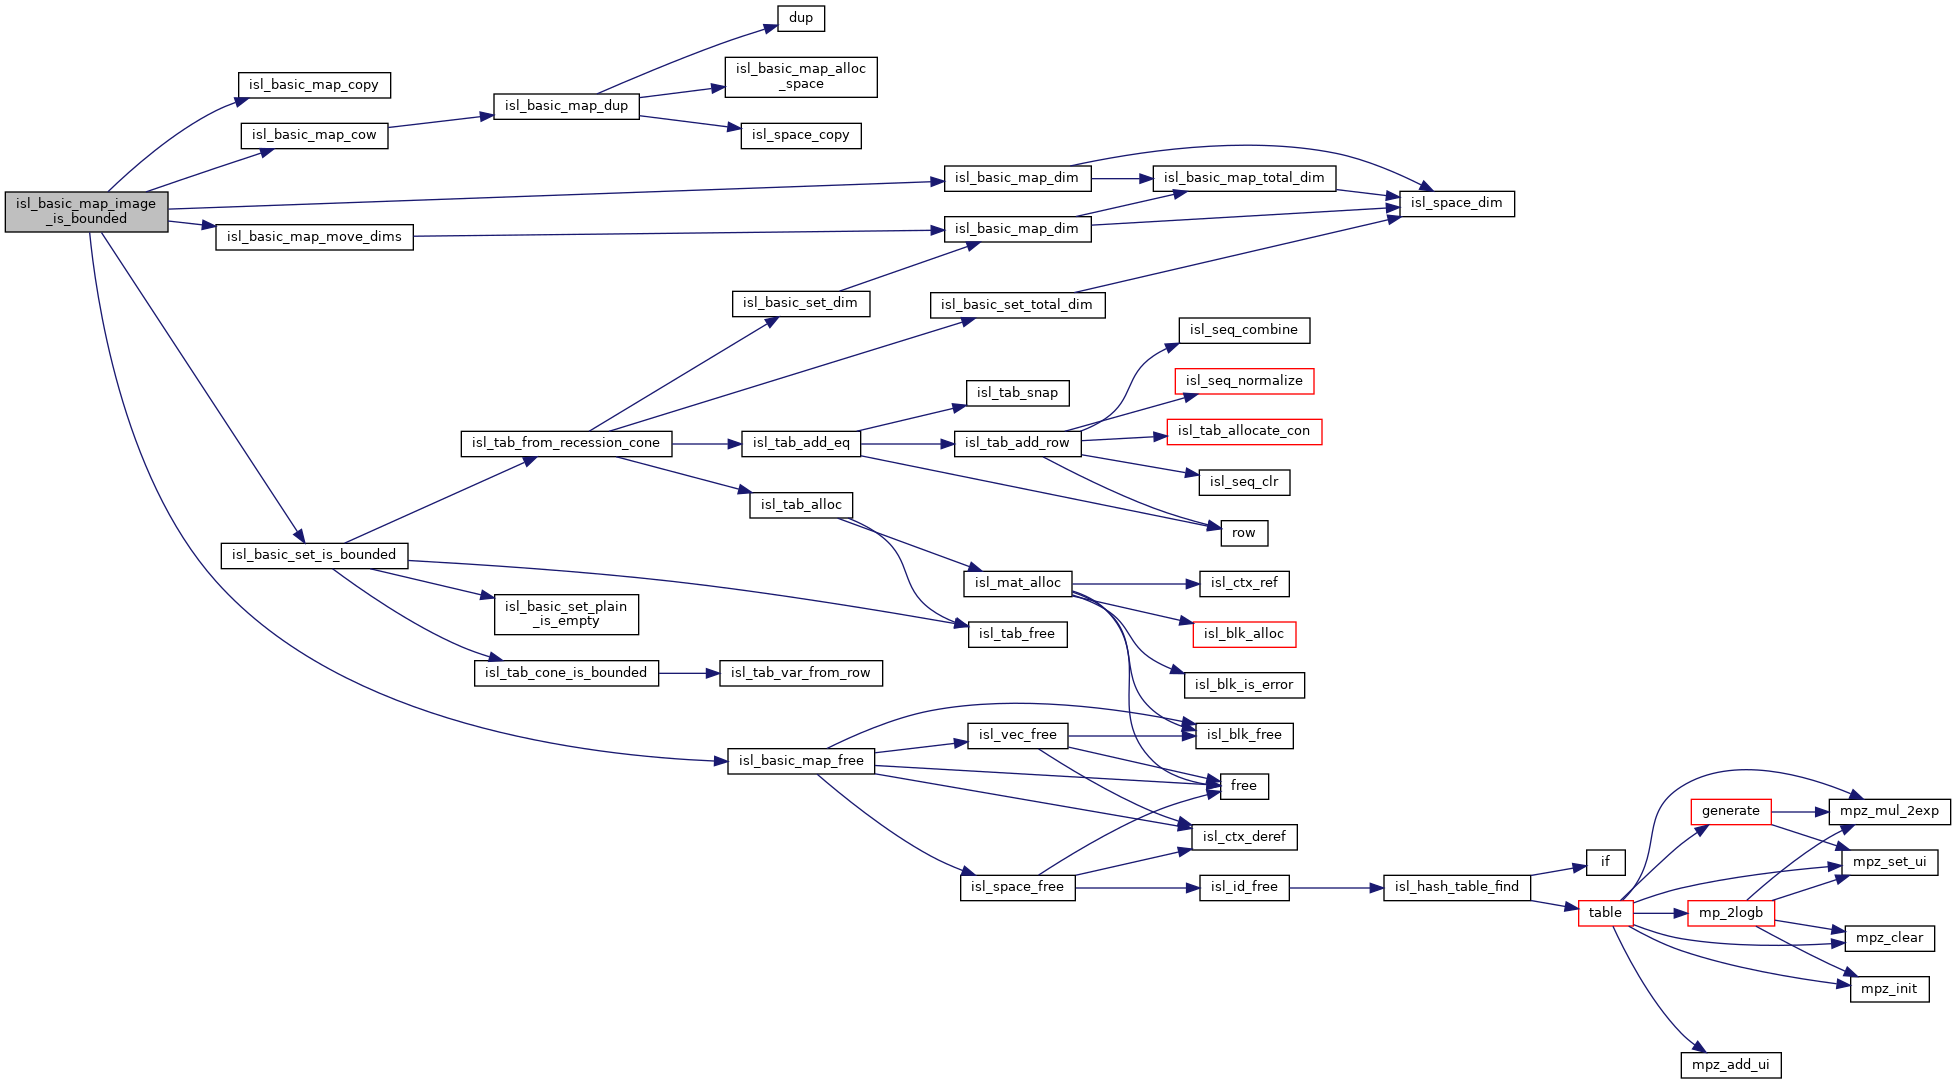 dup
isl_basic_map_alloc
_space
isl_basic_map_copy
isl_basic_map_dup
isl_basic_map_cow
isl_space_copy
isl_basic_map_image
_is_bounded
isl_basic_map_dim
isl_basic_map_total_dim
isl_space_dim
isl_basic_map_move_dims
isl_basic_map_dim
isl_basic_set_dim
isl_basic_set_total_dim
isl_seq_combine
isl_tab_snap
isl_seq_normalize
isl_tab_from_recession_cone
isl_tab_add_eq
isl_tab_add_row
isl_tab_allocate_con
isl_seq_clr
isl_tab_alloc
row
isl_basic_set_is_bounded
isl_mat_alloc
isl_ctx_ref
isl_basic_set_plain
_is_empty
isl_tab_free
isl_blk_alloc
isl_tab_cone_is_bounded
isl_tab_var_from_row
isl_blk_is_error
isl_vec_free
isl_blk_free
isl_basic_map_free
free
generate
mpz_mul_2exp
isl_ctx_deref
if
mpz_set_ui
isl_space_free
isl_id_free
isl_hash_table_find
table
mp_2logb
mpz_clear
mpz_init
mpz_add_ui